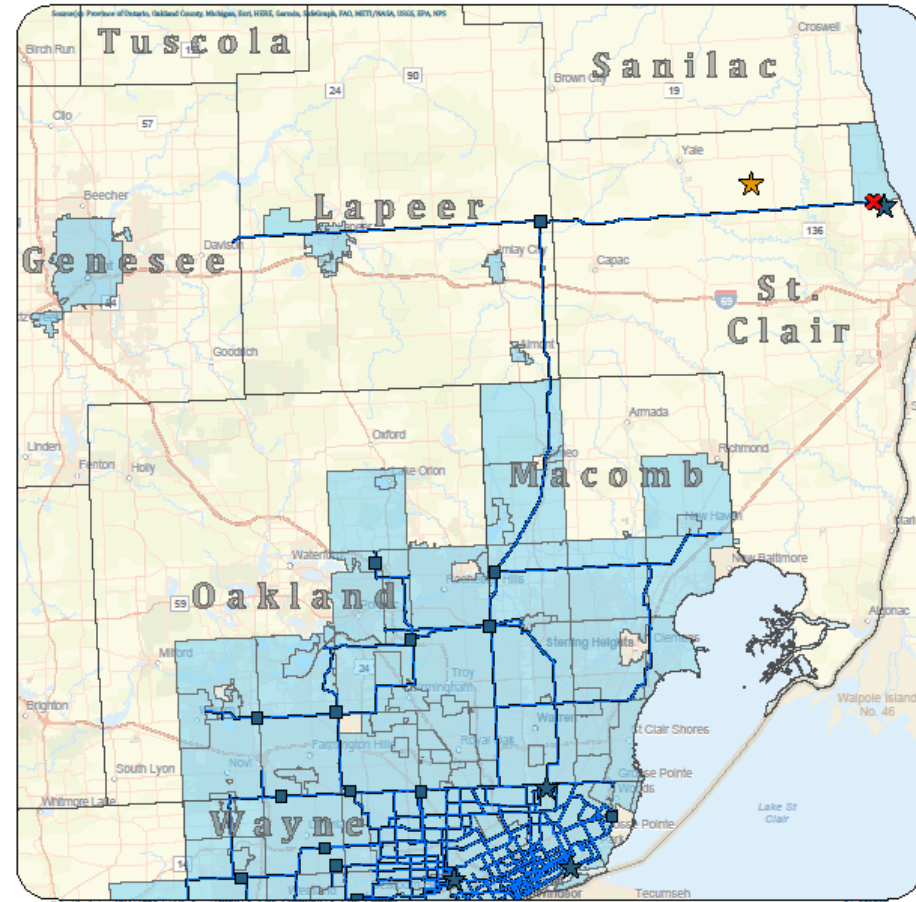 Source(s): Province of Ontario, Oakland County, Michigan, Esri, HERE, Garmin, SafeGraph, FAO, METI/NASA, USGS, EPA, NPS
Tuscola
19
Birch Run
Croswell
Sanilac
90
24
Brown City
19
Clio
57
Yale
Beecher
Lapeer
Davison
136
Genesee
Imlay City
Capac
69
St.
Clair
Goodrich
Almont
Armada
Oxford
Richmond
Linden
Fenton
Holly
Lake Orion
Macomb
New Haven
Waterford
New Baltimore
Rochester Hills
Oakland
59
Algonac
Sterling Heights
Clemens
Milford
24
Troy
Birmingham
Walpole Island
No. 46
Brighton
Warren
St Clair Shores
Royal Oak
Farmington Hills
Novi
South Lyon
Grosse Pointe
Woods
Whitmore Lake
Lake St
Clair
Wayne
Grosse Pointe
Park
14
Windsor
Tecumseh